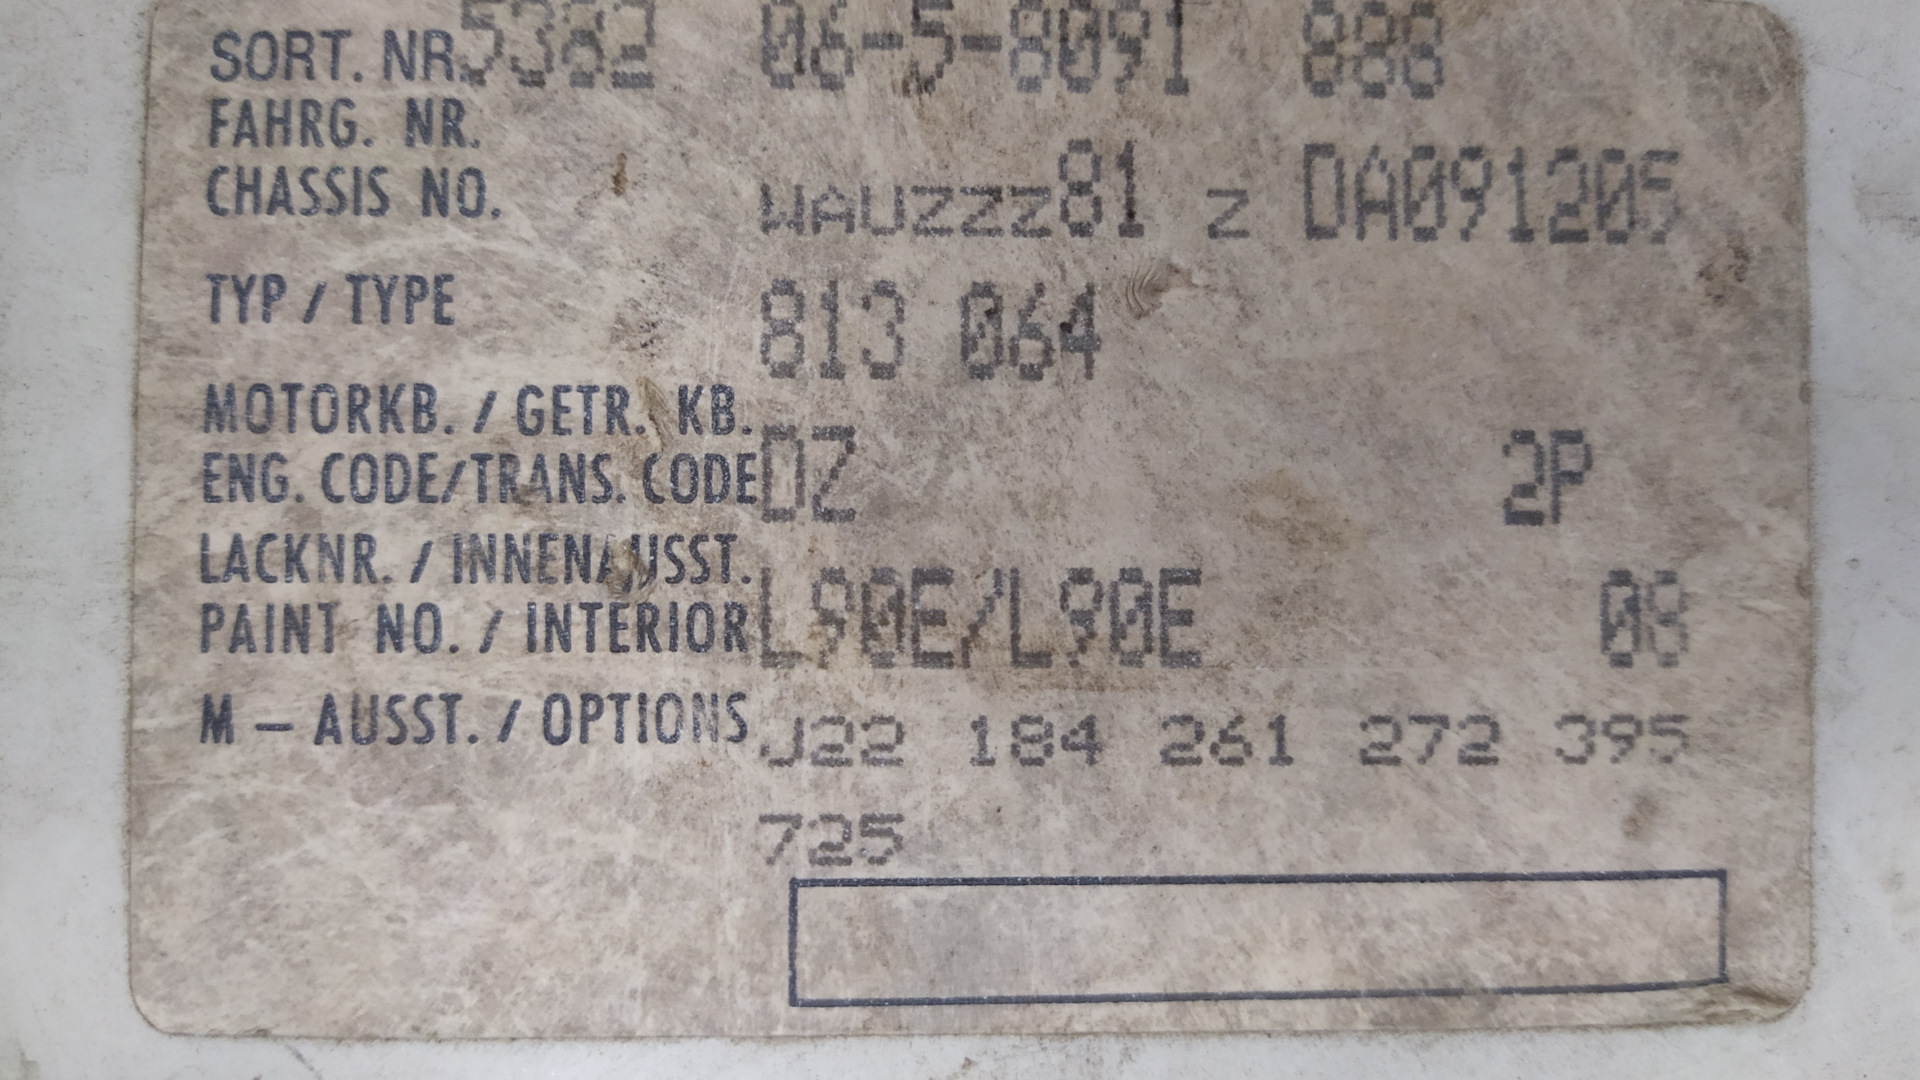 SORT. NR. 5382 06-5-8091 888
FAHRG. NR.
CHASSIS NO. WAUZZZ81 Z DA091205
TYP / TYPE 813 064
MOTORKB. / GETR. KB.
ENG. CODE/TRANS. CODE DZ 2P
LACKNR. / INNENAUSST.
PAINT NO. / INTERIOR L90E/L90E 08
M – AUSST. / OPTIONS J22 184 261 272 395
725